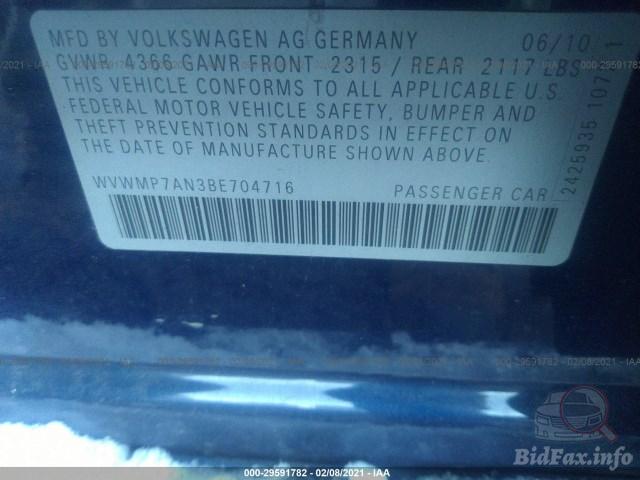 MFD BY VOLKSWAGEN AG GERMANY 06/10
GVWR 4366 GAWR FRONT 2315 / REAR 2117 LBS
THIS VEHICLE CONFORMS TO ALL APPLICABLE U.S.
FEDERAL MOTOR VEHICLE SAFETY, BUMPER AND
THEFT PREVENTION STANDARDS IN EFFECT ON
THE DATE OF MANUFACTURE SHOWN ABOVE.
WVWMP7AN3BE704716 PASSENGER CAR
2425935 107
000-29591782 - 02/08/2021 - IAA
BidFax.info